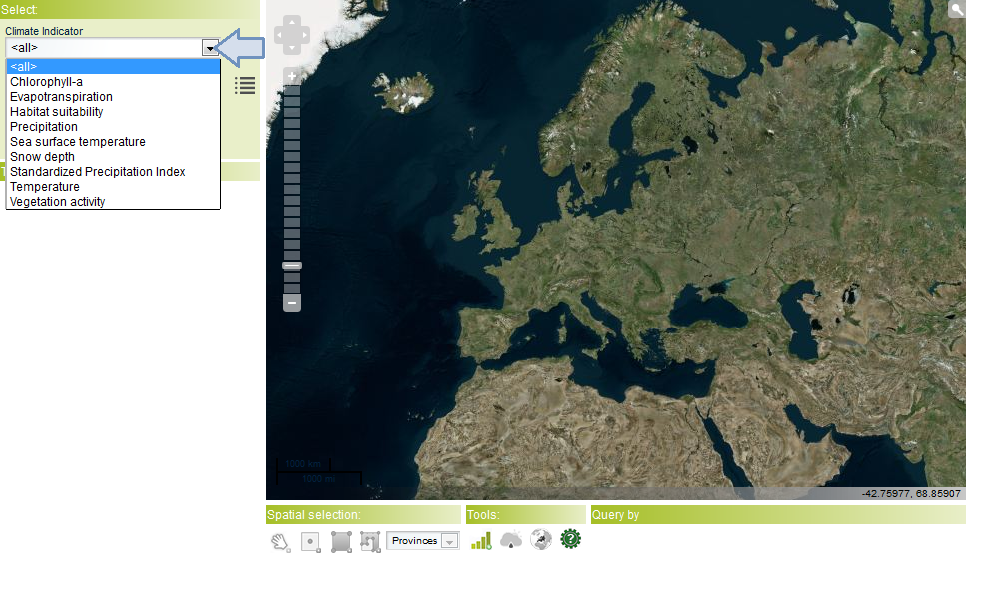 Select:
Climate Indicator
<all>
<all>
Chlorophyll-a
Evapotranspiration
Habitat suitability
Precipitation
Sea surface temperature
Snow depth
Standardized Precipitation Index
Temperature
Vegetation activity
T
1000 km
1000 mi
-42.75977, 68.85907
Spatial selection:
Tools:
Query by
Provinces